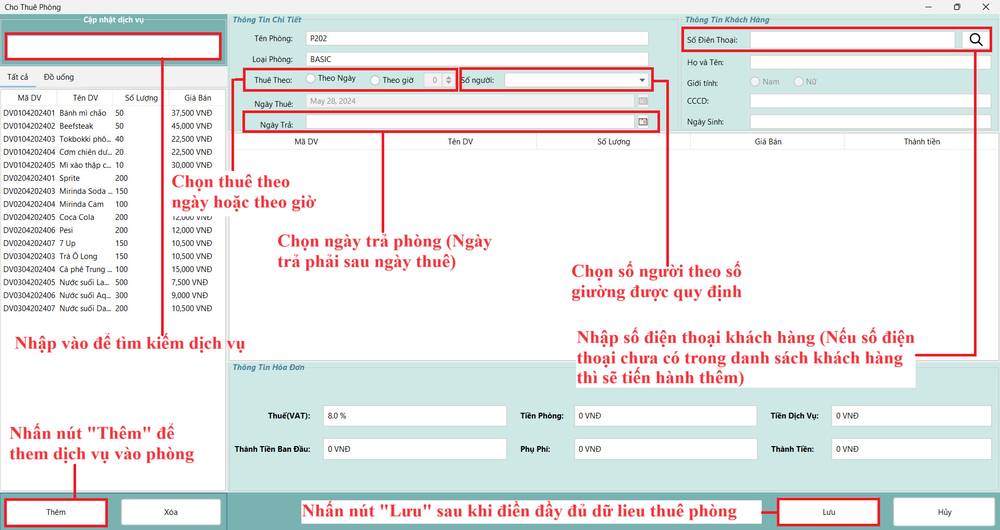 Cho Thuê Phòng
Cập nhật dịch vụ
Tất cả Đồ uống
Mã DV Tên DV Số Lượng Giá Bán
DV0104202401 Bánh mì chảo 50 37,500 VNĐ
DV0104202402 Beefsteak 50 45,000 VNĐ
DV0104202403 Tokbokki phô... 40 22,500 VNĐ
DV0104202404 Cơm chiên dư... 20 22,500 VNĐ
DV0104202405 Mì xào thập c... 10 30,000 VNĐ
DV0204202401 Sprite 200
DV0204202403 Mirinda Soda ... 150
DV0204202404 Mirinda Cam 100
DV0204202405 Coca Cola 200 12,000 VNĐ
DV0204202406 Pesi 200 12,000 VNĐ
DV0204202407 7 Up 150 10,500 VNĐ
DV0304202403 Trà Ô Long 150 10,500 VNĐ
DV0304202404 Cà phê Trung ... 100 15,000 VNĐ
DV0304202405 Nước suối La... 500 7,500 VNĐ
DV0304202406 Nước suối Aq... 300 9,000 VNĐ
DV0304202407 Nước suối Da... 200 10,500 VNĐ
Nhập vào để tìm kiếm dịch vụ
Nhấn nút "Thêm" để
them dịch vụ vào phòng
Thêm Xóa
Thông Tin Chi Tiết
Tên Phòng: P202
Loại Phòng: BASIC
Thuê Theo: Theo Ngày Theo giờ 0 Số người:
Ngày Thuê: May 28, 2024
Ngày Trả:
Thông Tin Khách Hàng
Số Điên Thoại:
Họ và Tên:
Giới tính: Nam Nữ
CCCD:
Ngày Sinh:
Mã DV Tên DV Số Lượng Giá Bán Thành tiền
Chọn thuê theo
ngày hoặc theo giờ
Chọn ngày trả phòng (Ngày
trả phải sau ngày thuê)
Chọn số người theo số
giường được quy định
Nhập số điện thoại khách hàng (Nếu số điện
thoại chưa có trong danh sách khách hàng
thì sẽ tiến hành thêm)
Thông Tin Hóa Đơn
Thuế(VAT): 8.0 % Tiền Phòng: 0 VNĐ Tiền Dịch Vụ: 0 VNĐ
Thành Tiền Ban Đầu: 0 VNĐ Phụ Phí: 0 VNĐ Thành Tiền: 0 VNĐ
Nhấn nút "Lưu" sau khi điền đầy đủ dữ lieu thuê phòng
Lưu Hủy